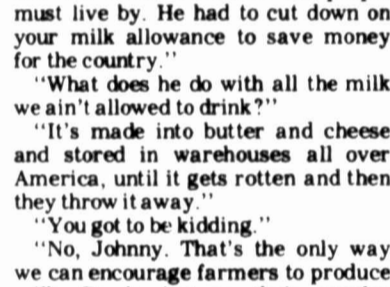 must live by. He had to cut down on
your milk allowance to save money
for the country."
"What does he do with all the milk
we ain't allowed to drink?"
"It's made into butter and cheese
and stored in warehouses all over
America, until it gets rotten and then
they throw it away."
"You got to be kidding."
"No, Johnny. That's the only way
we can encourage farmers to produce